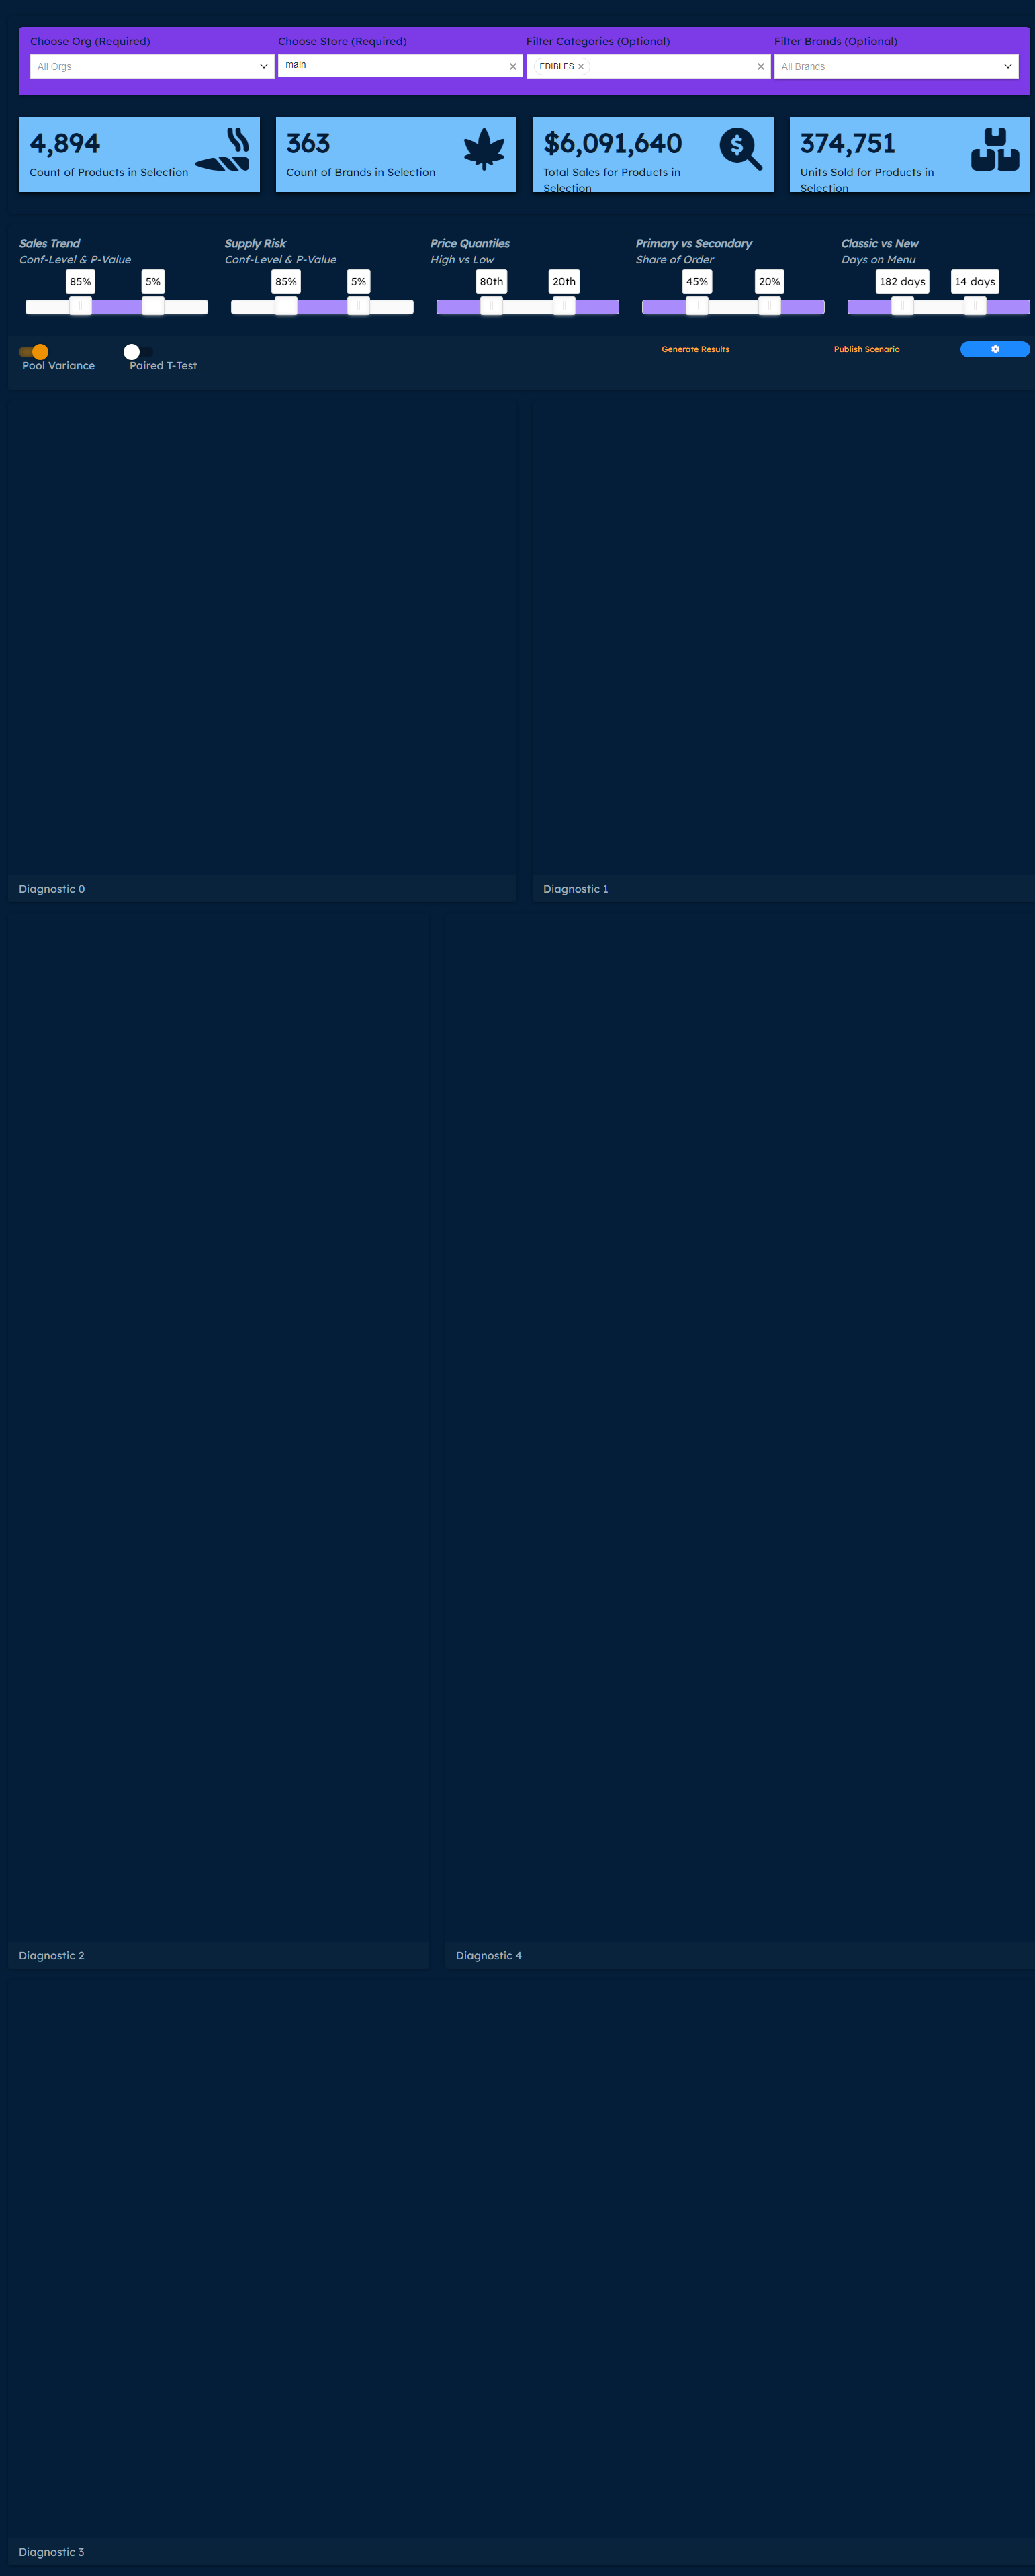 Choose Org (Required)
All Orgs
Choose Store (Required)
main
Filter Categories (Optional)
EDIBLES
Filter Brands (Optional)
All Brands
4,894
Count of Products in Selection
363
Count of Brands in Selection
$6,091,640
Total Sales for Products in
Selection
374,751
Units Sold for Products in
Selection
Sales Trend
Conf-Level & P-Value
85%
5%
Supply Risk
Conf-Level & P-Value
85%
5%
Price Quantiles
High vs Low
80th
20th
Primary vs Secondary
Share of Order
45%
20%
Classic vs New
Days on Menu
182 days
14 days
Pool Variance
Paired T-Test
Generate Results
Publish Scenario
Diagnostic 0
Diagnostic 1
Diagnostic 2
Diagnostic 4
Diagnostic 3